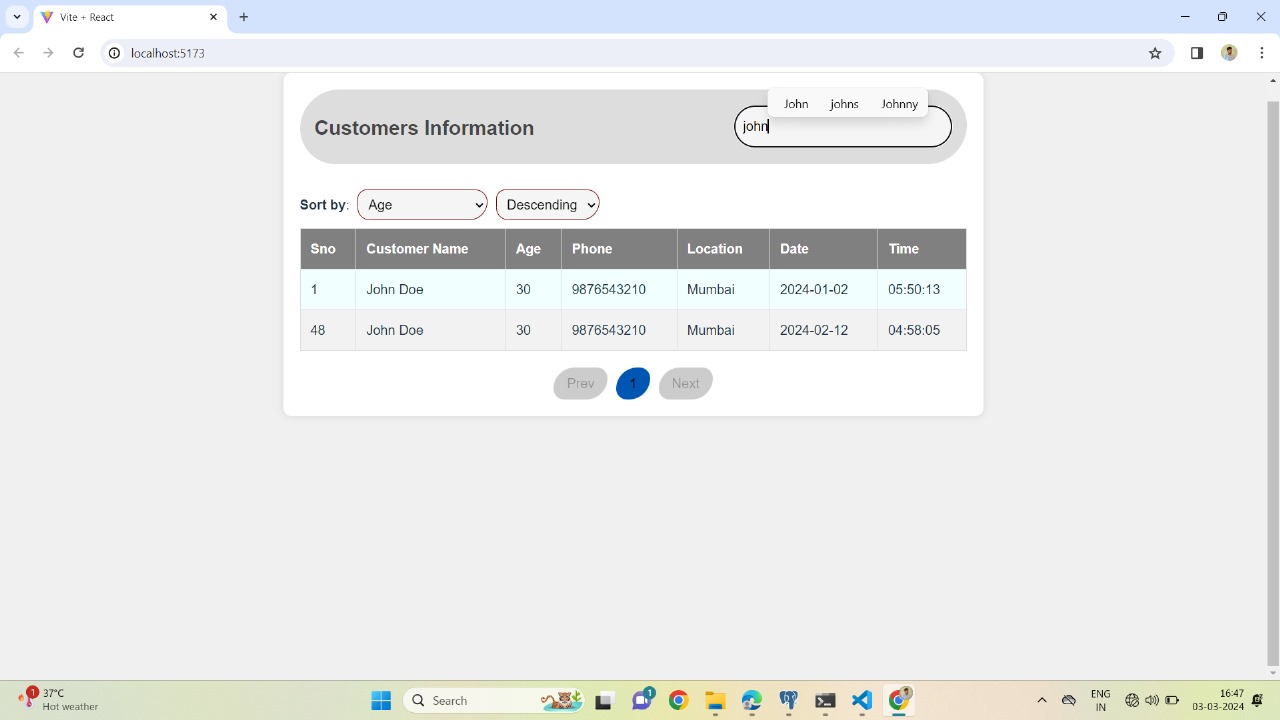 Vite + React
localhost:5173
John johns Johnny
Customers Information
john
Sort by: Age Descending
Sno Customer Name Age Phone Location Date Time
1 John Doe 30 9876543210 Mumbai 2024-01-02 05:50:13
48 John Doe 30 9876543210 Mumbai 2024-02-12 04:58:05
Prev 1 Next
1 37°C
Hot weather
Search
1
ENG
IN
16:47
03-03-2024